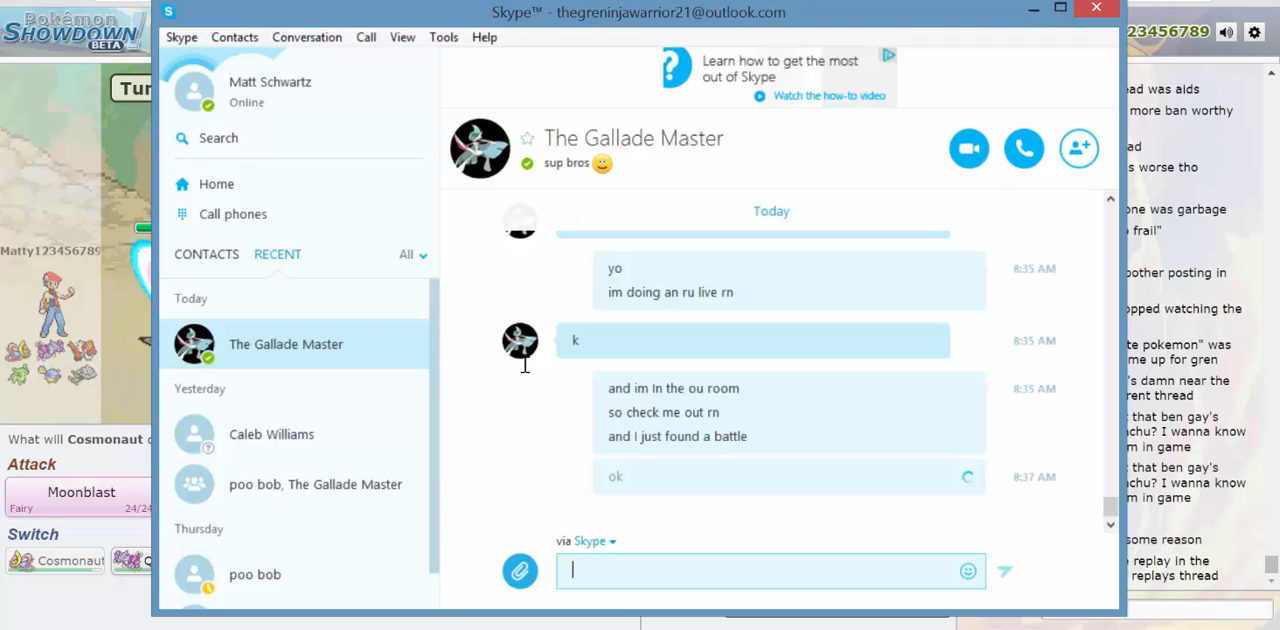 Pokémon
SHOWDOWN
BETA
Skype™ - thegreninjawarrior21@outlook.com
23456789
Skype Contacts Conversation Call View Tools Help
Tur
Matt Schwartz
Online
Learn how to get the most
out of Skype
Watch the how-to video
Search
The Gallade Master
sup bros
Home
Call phones
CONTACTS RECENT All
Today
The Gallade Master
Yesterday
Caleb Williams
poo bob, The Gallade Master
Thursday
poo bob
Today
yo
im doing an ru live rn
8:35 AM
k
8:35 AM
and im In the ou room
so check me out rn
and I just found a battle
8:35 AM
ok
8:37 AM
via Skype
Matty123456789
What will Cosmonaut
Attack
Moonblast
Fairy 24/24
Switch
Cosmonaut
ad was aids
more ban worthy
ad
s worse tho
one was garbage
frail"
bother posting in
opped watching the
te pokemon" was
me up for gren
's damn near the
rent thread
t that ben gay's
achu? I wanna know
m in game
t that ben gay's
achu? I wanna know
m in game
some reason
replay in the
replays thread